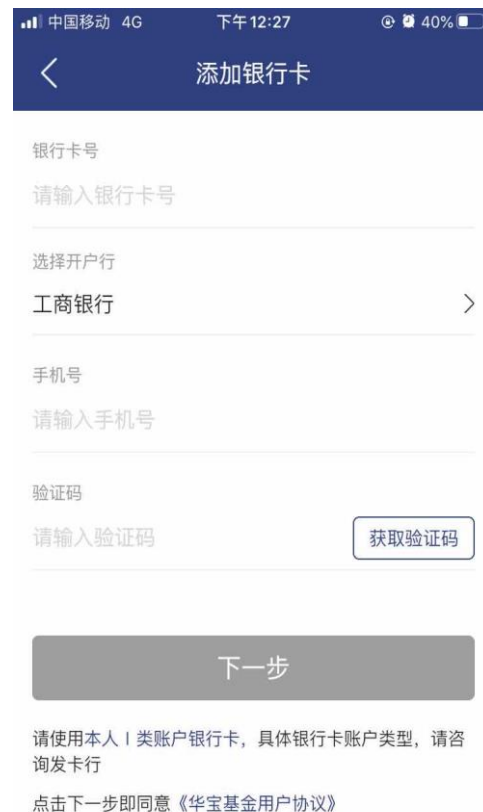 中国移动 4G 下午12:27 40%
添加银行卡
银行卡号
请输入银行卡号
选择开户行
工商银行
手机号
请输入手机号
验证码
请输入验证码 获取验证码
下一步
请使用本人Ⅰ类账户银行卡，具体银行卡账户类型，请咨
询发卡行
点击下一步即同意《华宝基金用户协议》